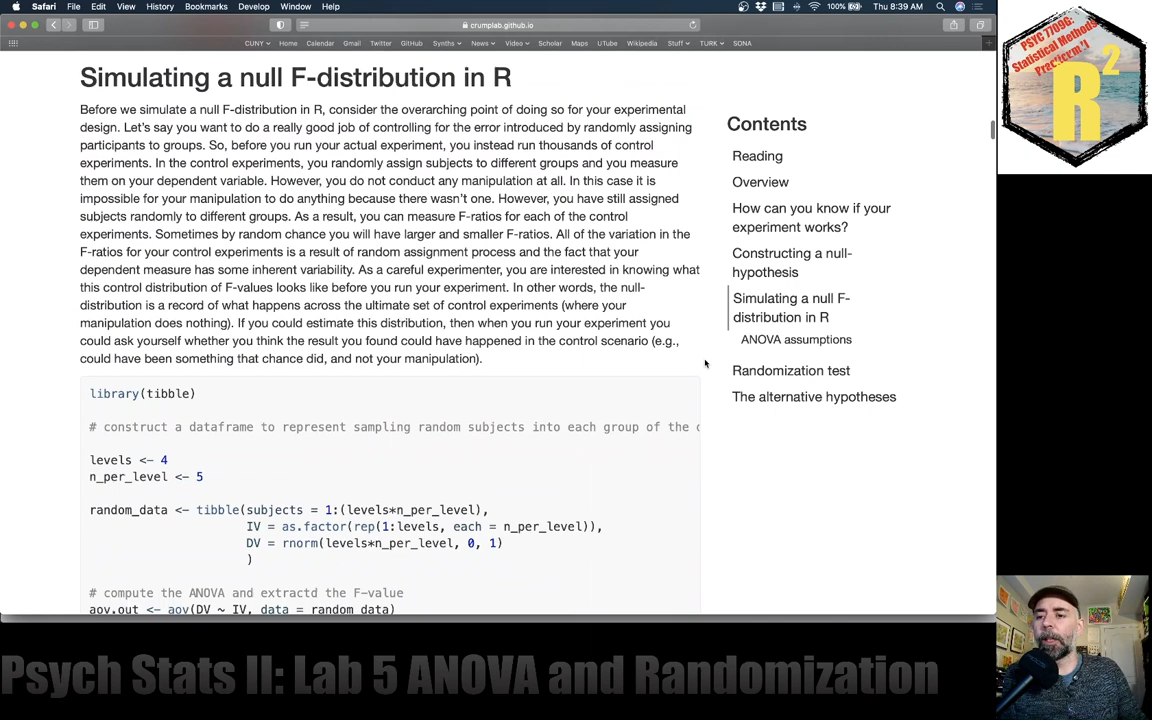 Safari File Edit View History Bookmarks Develop Window Help
100% Thu 8:39 AM
crumplab.github.io
CUNY Home Calendar Gmail Twitter GitHub Synths News Video Scholar Maps UTube Wikipedia Stuff TURK SONA
Simulating a null F-distribution in R
Before we simulate a null F-distribution in R, consider the overarching point of doing so for your experimental
design. Let's say you want to do a really good job of controlling for the error introduced by randomly assigning
participants to groups. So, before you run your actual experiment, you instead run thousands of control
experiments. In the control experiments, you randomly assign subjects to different groups and you measure
them on your dependent variable. However, you do not conduct any manipulation at all. In this case it is
impossible for your manipulation to do anything because there wasn't one. However, you have still assigned
subjects randomly to different groups. As a result, you can measure F-ratios for each of the control
experiments. Sometimes by random chance you will have larger and smaller F-ratios. All of the variation in the
F-ratios for your control experiments is a result of random assignment process and the fact that your
dependent measure has some inherent variability. As a careful experimenter, you are interested in knowing what
this control distribution of F-values looks like before you run your experiment. In other words, the null-
distribution is a record of what happens across the ultimate set of control experiments (where your
manipulation does nothing). If you could estimate this distribution, then when you run your experiment you
could ask yourself whether you think the result you found could have happened in the control scenario (e.g.,
could have been something that chance did, and not your manipulation).
library(tibble)
# construct a dataframe to represent sampling random subjects into each group of the
levels <- 4
n_per_level <- 5
random_data <- tibble(subjects = 1:(levels*n_per_level),
IV = as.factor(rep(1:levels, each = n_per_level)),
DV = rnorm(levels*n_per_level, 0, 1)
)
# compute the ANOVA and extractd the F-value
aov.out <- aov(DV ~ IV, data = random_data)
Contents
Reading
Overview
How can you know if your
experiment works?
Constructing a null-
hypothesis
Simulating a null F-
distribution in R
ANOVA assumptions
Randomization test
The alternative hypotheses
PSYC 7709G:
Statistical Methods
Practicum I
R2
Psych Stats II: Lab 5 ANOVA and Randomization